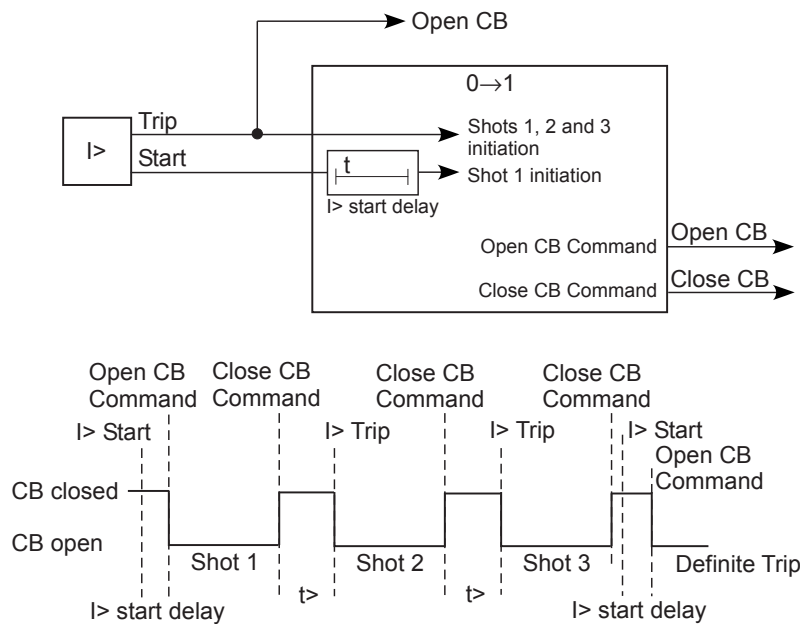 Open CB
0→1
I>
Trip
Start
Shots 1, 2 and 3
initiation
t
Shot 1 initiation
I> start delay
Open CB Command
Open CB
Close CB Command
Close CB
Open CB
Command
Close CB
Command
Close CB
Command
Close CB
Command
I> Start
I> Trip
I> Trip
I> Start
Open CB
Command
CB closed
CB open
Shot 1
Shot 2
Shot 3
Definite Trip
I> start delay
t>
t>
I> start delay